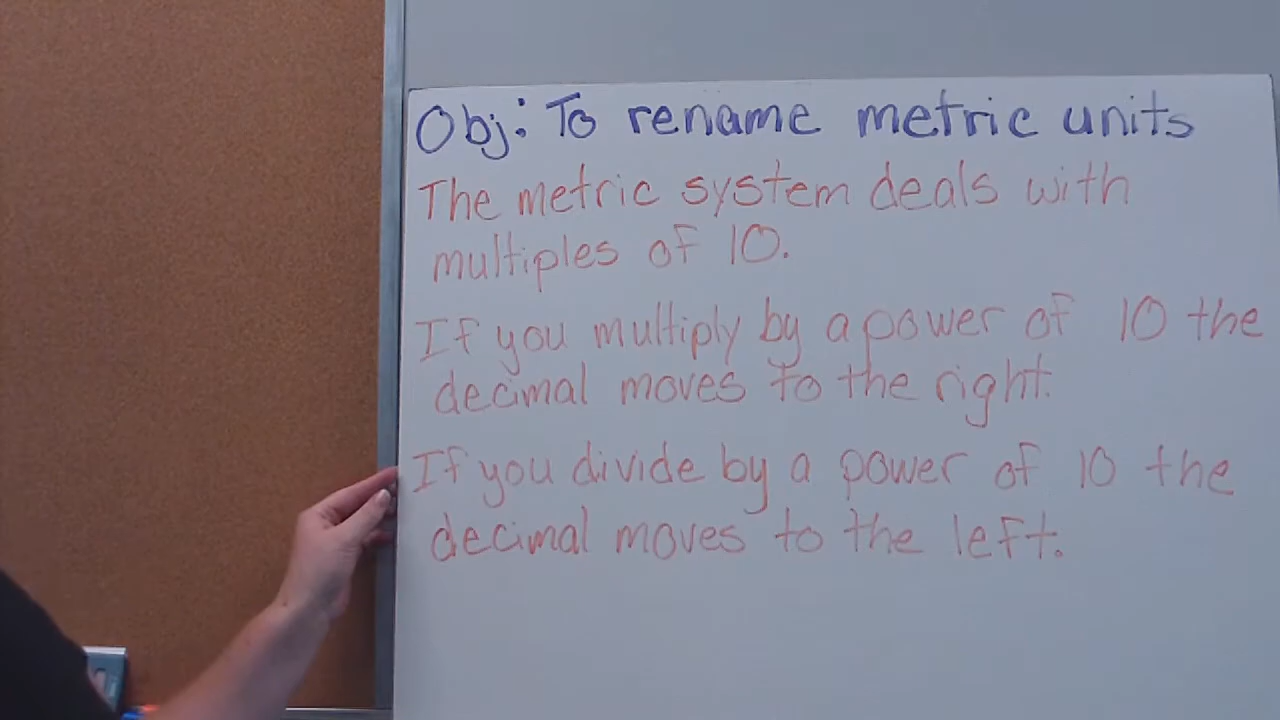 Obj: To rename metric units
The metric system deals with
multiples of 10.
If you multiply by a power of 10 the
decimal moves to the right.
If you divide by a power of 10 the
decimal moves to the left.